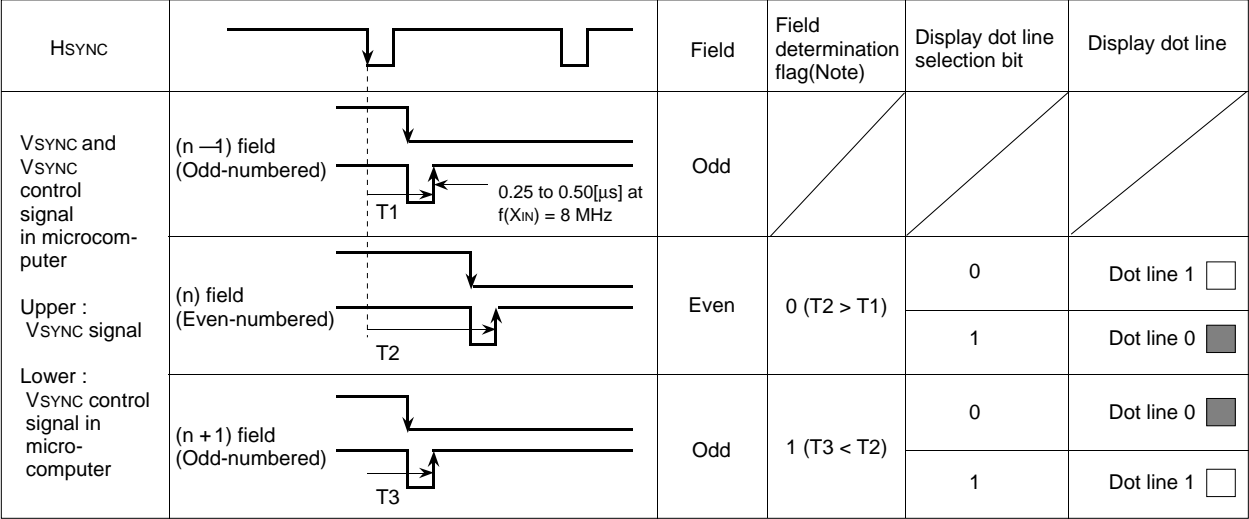 HSYNC
Field
Field
determination
flag(Note)
Display dot line
selection bit
Display dot line
VSYNC and
VSYNC
control
signal
in microcom-
puter
Upper :
VSYNC signal
Lower :
VSYNC control
signal in
micro-
computer
(n —1) field
(Odd-numbered)
T1
0.25 to 0.50[μs] at
f(XIN) = 8 MHz
Odd
(n) field
(Even-numbered)
T2
Even
0 (T2 > T1)
0
Dot line 1
1
Dot line 0
(n + 1) field
(Odd-numbered)
T3
Odd
1 (T3 < T2)
0
Dot line 0
1
Dot line 1